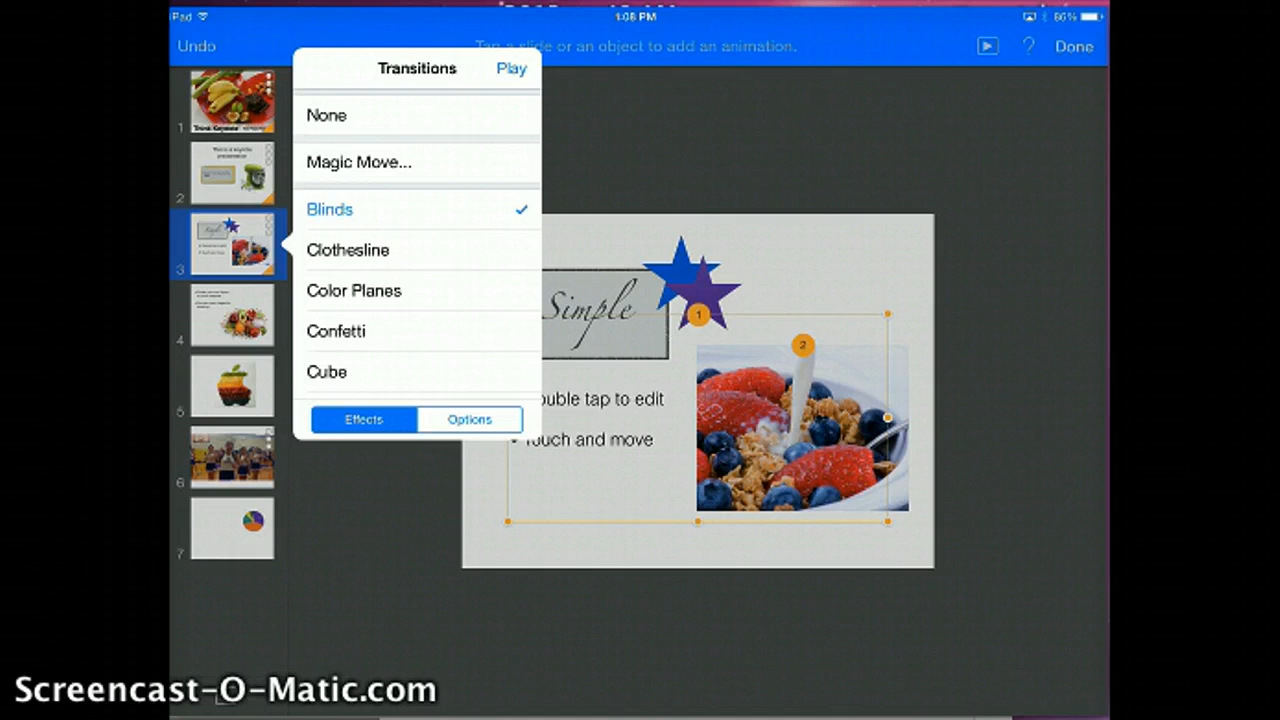 iPad 1:08 PM 86%
Undo Tap a slide or an object to add an animation. ? Done
Transitions Play
None
Magic Move...
Blinds
Clothesline
Color Planes
Confetti
Cube
Effects Options
1
2
3
4
5
6
7
Simple
1
2
ouble tap to edit
Touch and move
Screencast-O-Matic.com